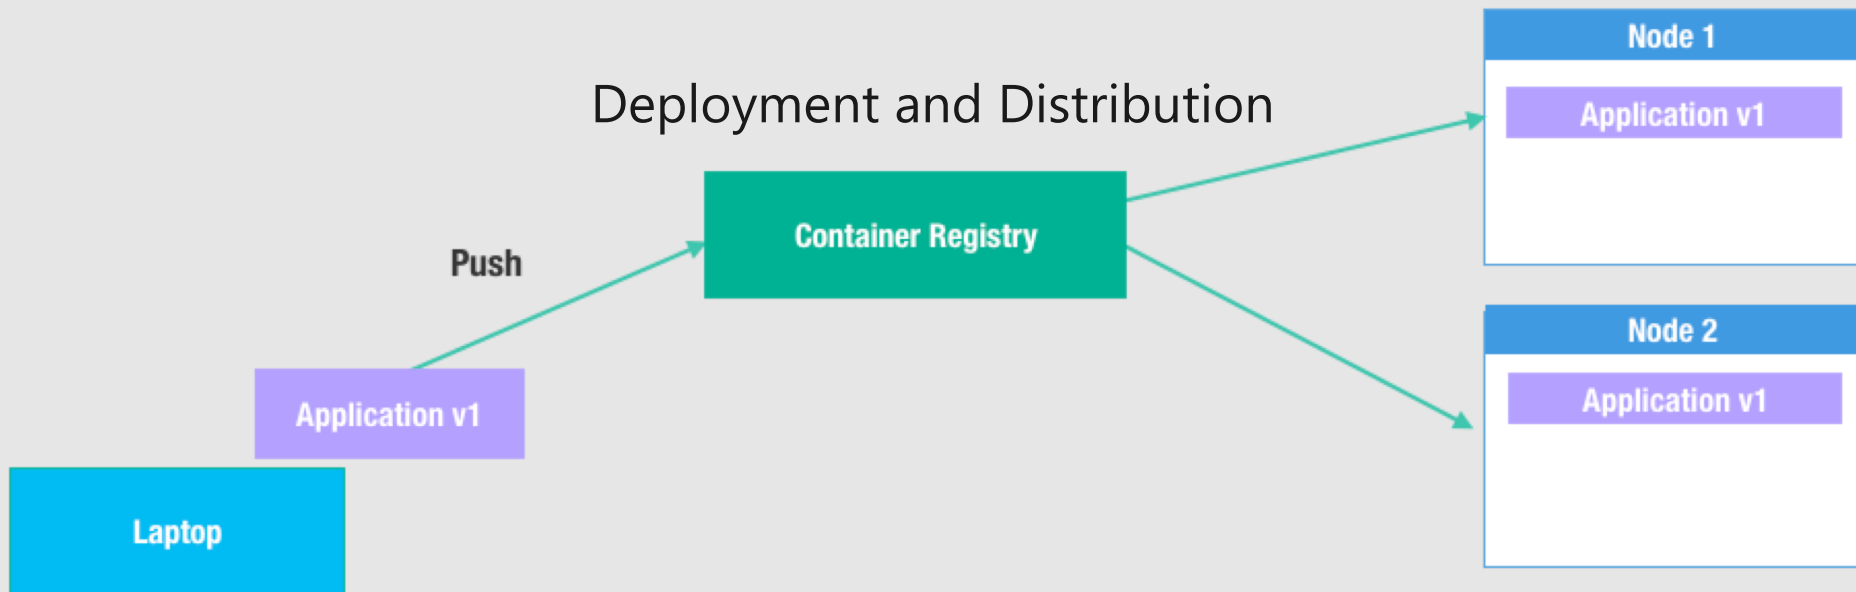 Deployment and Distribution
Node 1
Application v1
Container Registry
Push
Node 2
Application v1
Application v1
Laptop